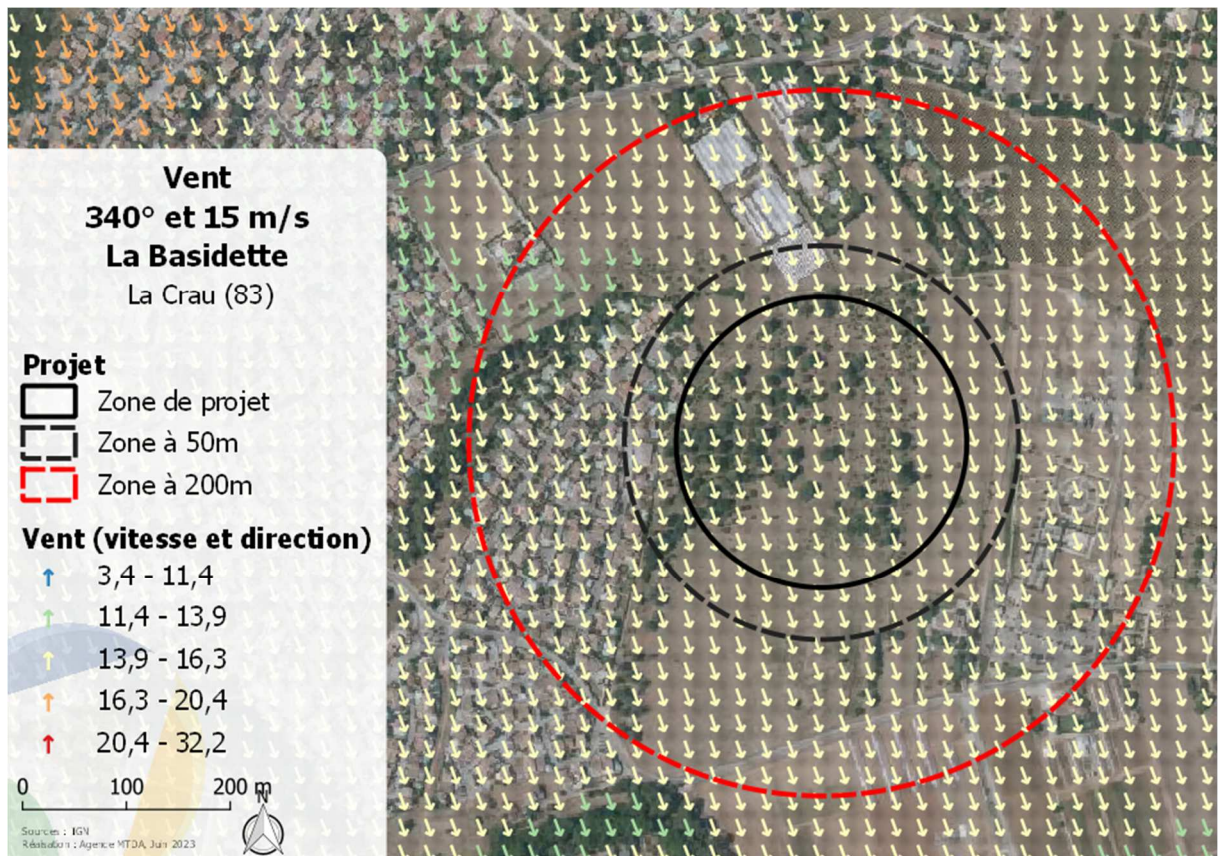 Vent
340° et 15 m/s
La Basidette
La Crau (83)
Projet
Zone de projet
Zone à 50m
Zone à 200m
Vent (vitesse et direction)
3,4 - 11,4
11,4 - 13,9
13,9 - 16,3
16,3 - 20,4
20,4 - 32,2
0 100 200 m
N
Sources : IGN
Réalisation : Agence MTDA, Juin 2023